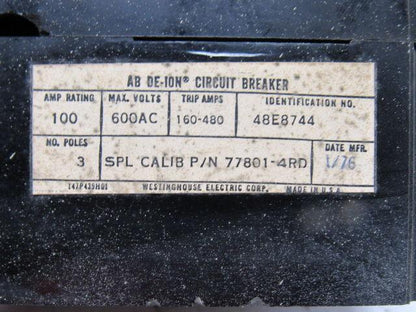 AB DE-ION® CIRCUIT BREAKER
AMP RATING MAX. VOLTS TRIP AMPS IDENTIFICATION NO.
100 600AC 160-480 48E8744
NO. POLES DATE MFR.
3 SPL CALIB P/N 77801-4RD 1/76
147P439H01 WESTINGHOUSE ELECTRIC CORP. MADE IN U.S.A.